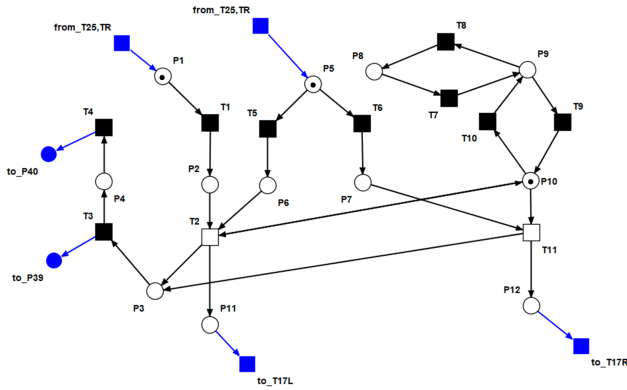 from_T25,TR
from_T25,TR
T8
P1
P5
P8
P9
T4
T1
T5
T6
T7
T9
T10
to_P40
P4
P2
P6
P7
P10
T3
T2
T11
to_P39
P3
P11
P12
to_T17L
to_T17R